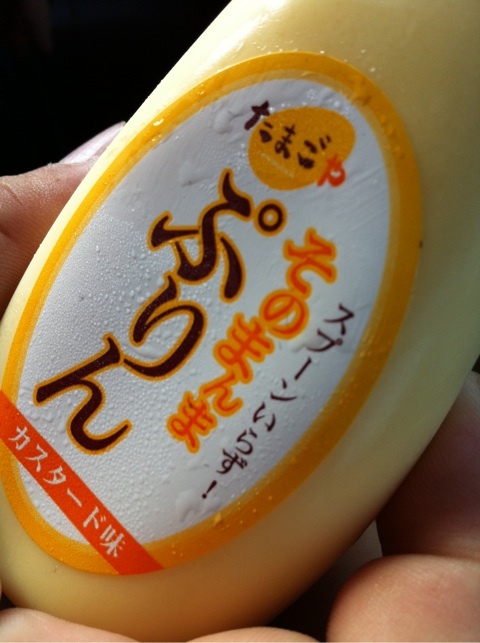 たまごや
スプーンいらず！
そのまんま
ぷりん
カスタード味